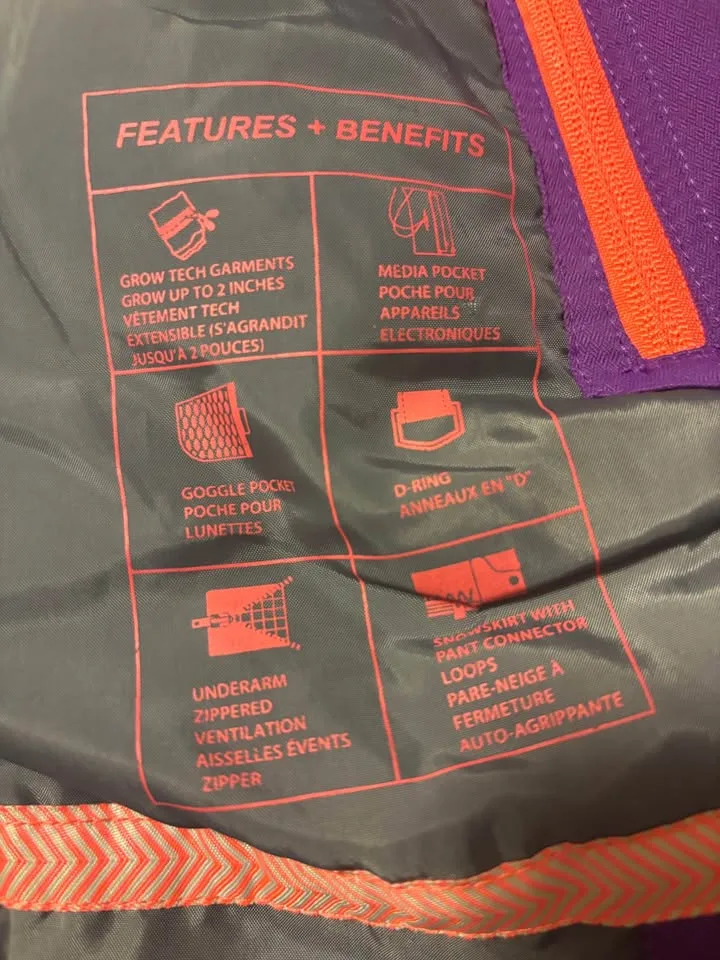 FEATURES + BENEFITS
GROW TECH GARMENTS
GROW UP TO 2 INCHES
VÊTEMENT TECH
EXTENSIBLE (S'AGRANDIT
JUSQU'À 2 POUCES)
MEDIA POCKET
POCHE POUR
APPAREILS
ELECTRONIQUES
GOGGLE POCKET
POCHE POUR
LUNETTES
D-RING
ANNEAUX EN "D"
UNDERARM
ZIPPERED
VENTILATION
AISSELLES ÉVENTS
ZIPPER
SNOWSKIRT WITH
PANT CONNECTOR
LOOPS
PARE-NEIGE À
FERMETURE
AUTO-AGRIPPANTE